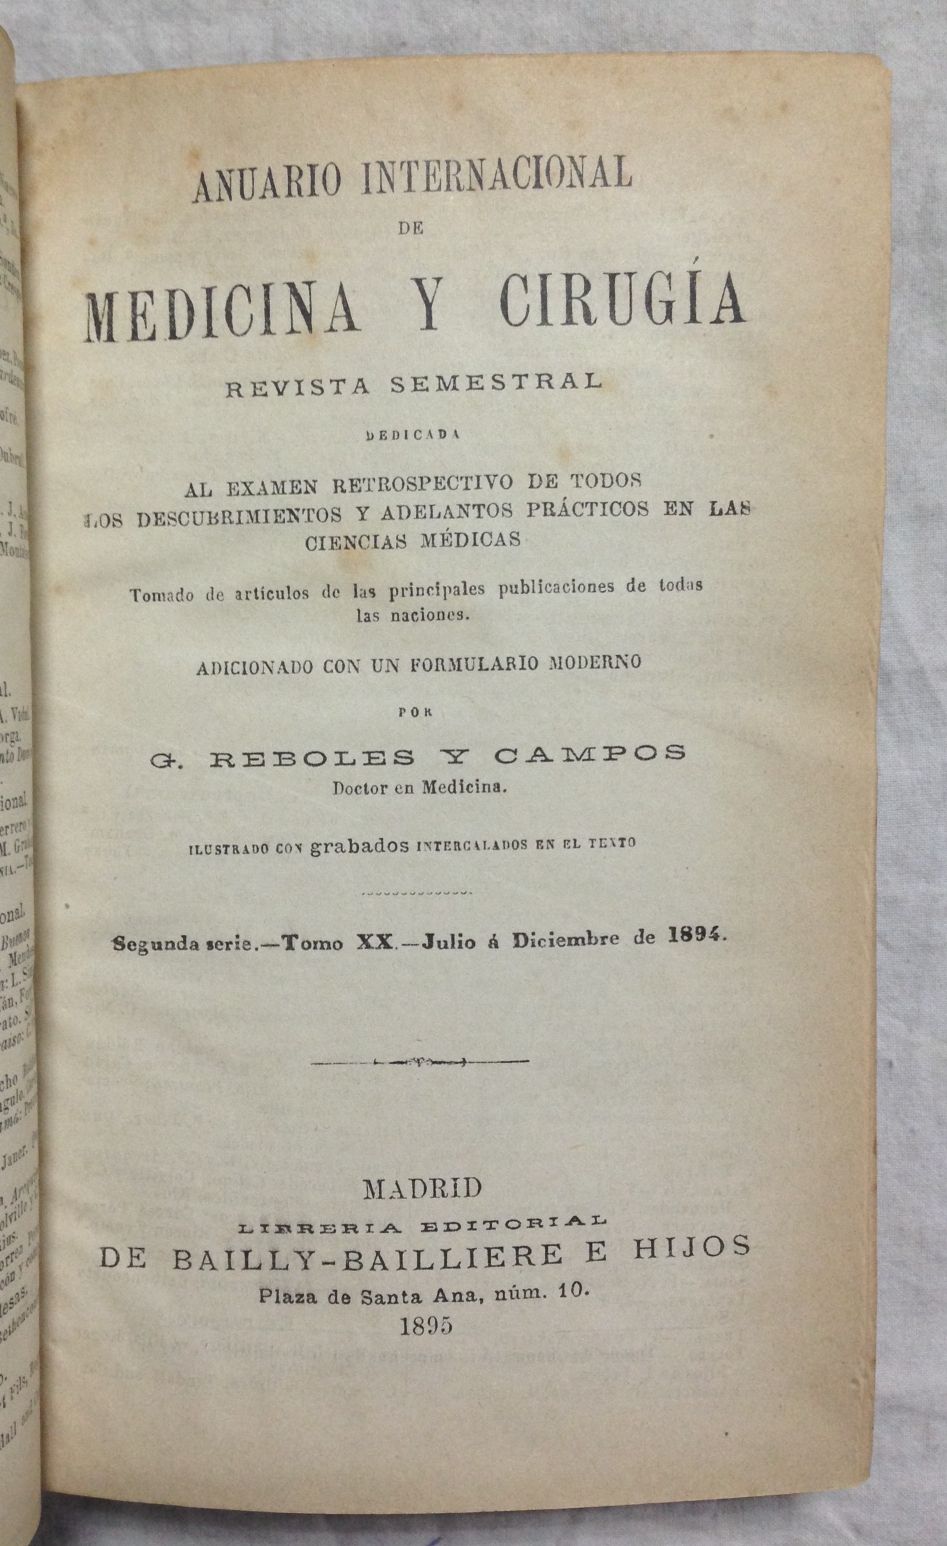 ANUARIO INTERNACIONAL
DE
MEDICINA Y CIRUGÍA
REVISTA SEMESTRAL
DEDICADA
AL EXAMEN RETROSPECTIVO DE TODOS
LOS DESCUBRIMIENTOS Y ADELANTOS PRÁCTICOS EN LAS
CIENCIAS MÉDICAS
Tomado de artículos de las principales publicaciones de todas
las naciones.
ADICIONADO CON UN FORMULARIO MODERNO
POR
G. REBOLES Y CAMPOS
Doctor en Medicina.
ILUSTRADO CON grabados INTERCALADOS EN EL TEXTO
Segunda serie.—Tomo XX.—Julio á Diciembre de 1894.
MADRID
LIBRERIA EDITORIAL
DE BAILLY-BAILLIERE E HIJOS
Plaza de Santa Ana, núm. 10.
1895